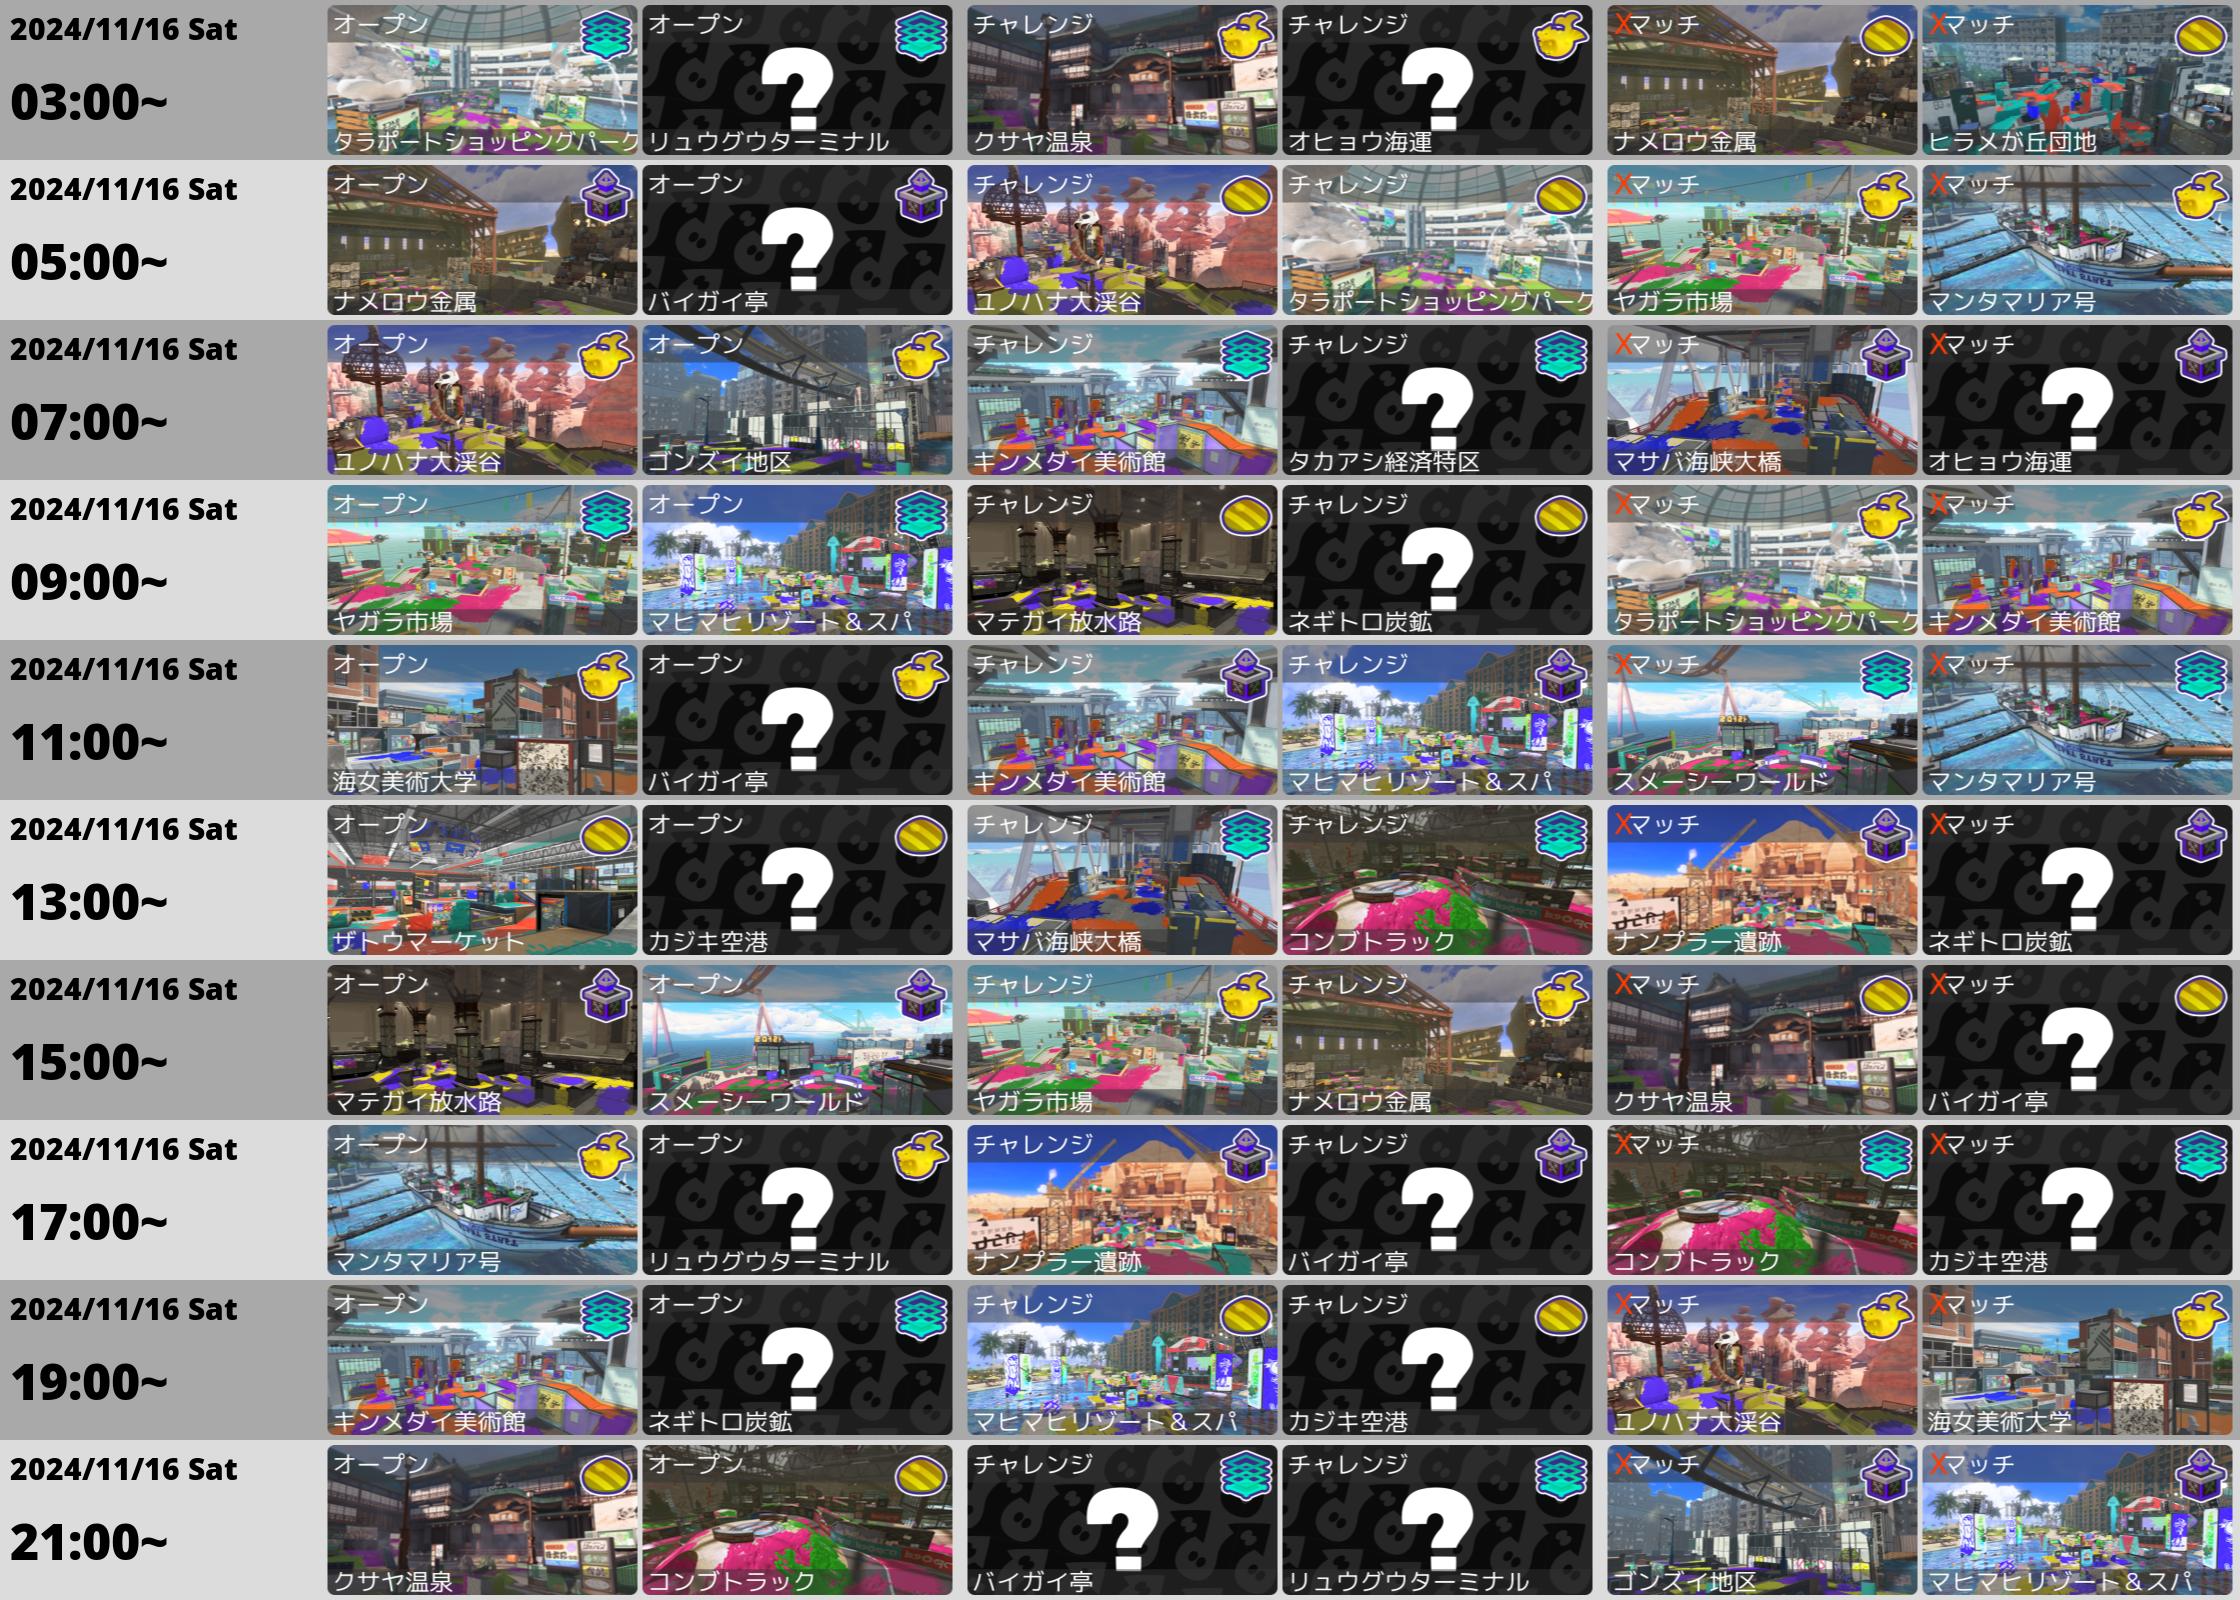 2024/11/16 Sat
03:00~
オープン
タラポートショッピングパーク
オープン
リュウグウターミナル
チャレンジ
クサヤ温泉
チャレンジ
オヒョウ海運
Xマッチ
ナメロウ金属
Xマッチ
ヒラメが丘団地
2024/11/16 Sat
05:00~
オープン
ナメロウ金属
オープン
バイガイ亭
チャレンジ
ユノハナ大渓谷
チャレンジ
タラポートショッピングパーク
Xマッチ
ヤガラ市場
Xマッチ
マンタマリア号
2024/11/16 Sat
07:00~
オープン
ユノハナ大渓谷
オープン
ゴンズイ地区
チャレンジ
キンメダイ美術館
チャレンジ
タカアシ経済特区
Xマッチ
マサバ海峡大橋
Xマッチ
オヒョウ海運
2024/11/16 Sat
09:00~
オープン
ヤガラ市場
オープン
マヒマヒリゾート＆スパ
チャレンジ
マテガイ放水路
チャレンジ
ネギトロ炭鉱
Xマッチ
タラポートショッピングパーク
Xマッチ
キンメダイ美術館
2024/11/16 Sat
11:00~
オープン
海女美術大学
オープン
バイガイ亭
チャレンジ
キンメダイ美術館
チャレンジ
マヒマヒリゾート＆スパ
Xマッチ
スメーシーワールド
Xマッチ
マンタマリア号
2024/11/16 Sat
13:00~
オープン
ザトウマーケット
オープン
カジキ空港
チャレンジ
マサバ海峡大橋
チャレンジ
コンブトラック
Xマッチ
ナンプラー遺跡
Xマッチ
ネギトロ炭鉱
2024/11/16 Sat
15:00~
オープン
マテガイ放水路
オープン
スメーシーワールド
チャレンジ
ヤガラ市場
チャレンジ
ナメロウ金属
Xマッチ
クサヤ温泉
Xマッチ
バイガイ亭
2024/11/16 Sat
17:00~
オープン
マンタマリア号
オープン
リュウグウターミナル
チャレンジ
ナンプラー遺跡
チャレンジ
バイガイ亭
Xマッチ
コンブトラック
Xマッチ
カジキ空港
2024/11/16 Sat
19:00~
オープン
キンメダイ美術館
オープン
ネギトロ炭鉱
チャレンジ
マヒマヒリゾート＆スパ
チャレンジ
カジキ空港
Xマッチ
ユノハナ大渓谷
Xマッチ
海女美術大学
2024/11/16 Sat
21:00~
オープン
クサヤ温泉
オープン
コンブトラック
チャレンジ
バイガイ亭
チャレンジ
リュウグウターミナル
Xマッチ
ゴンズイ地区
Xマッチ
マヒマヒリゾート＆スパ